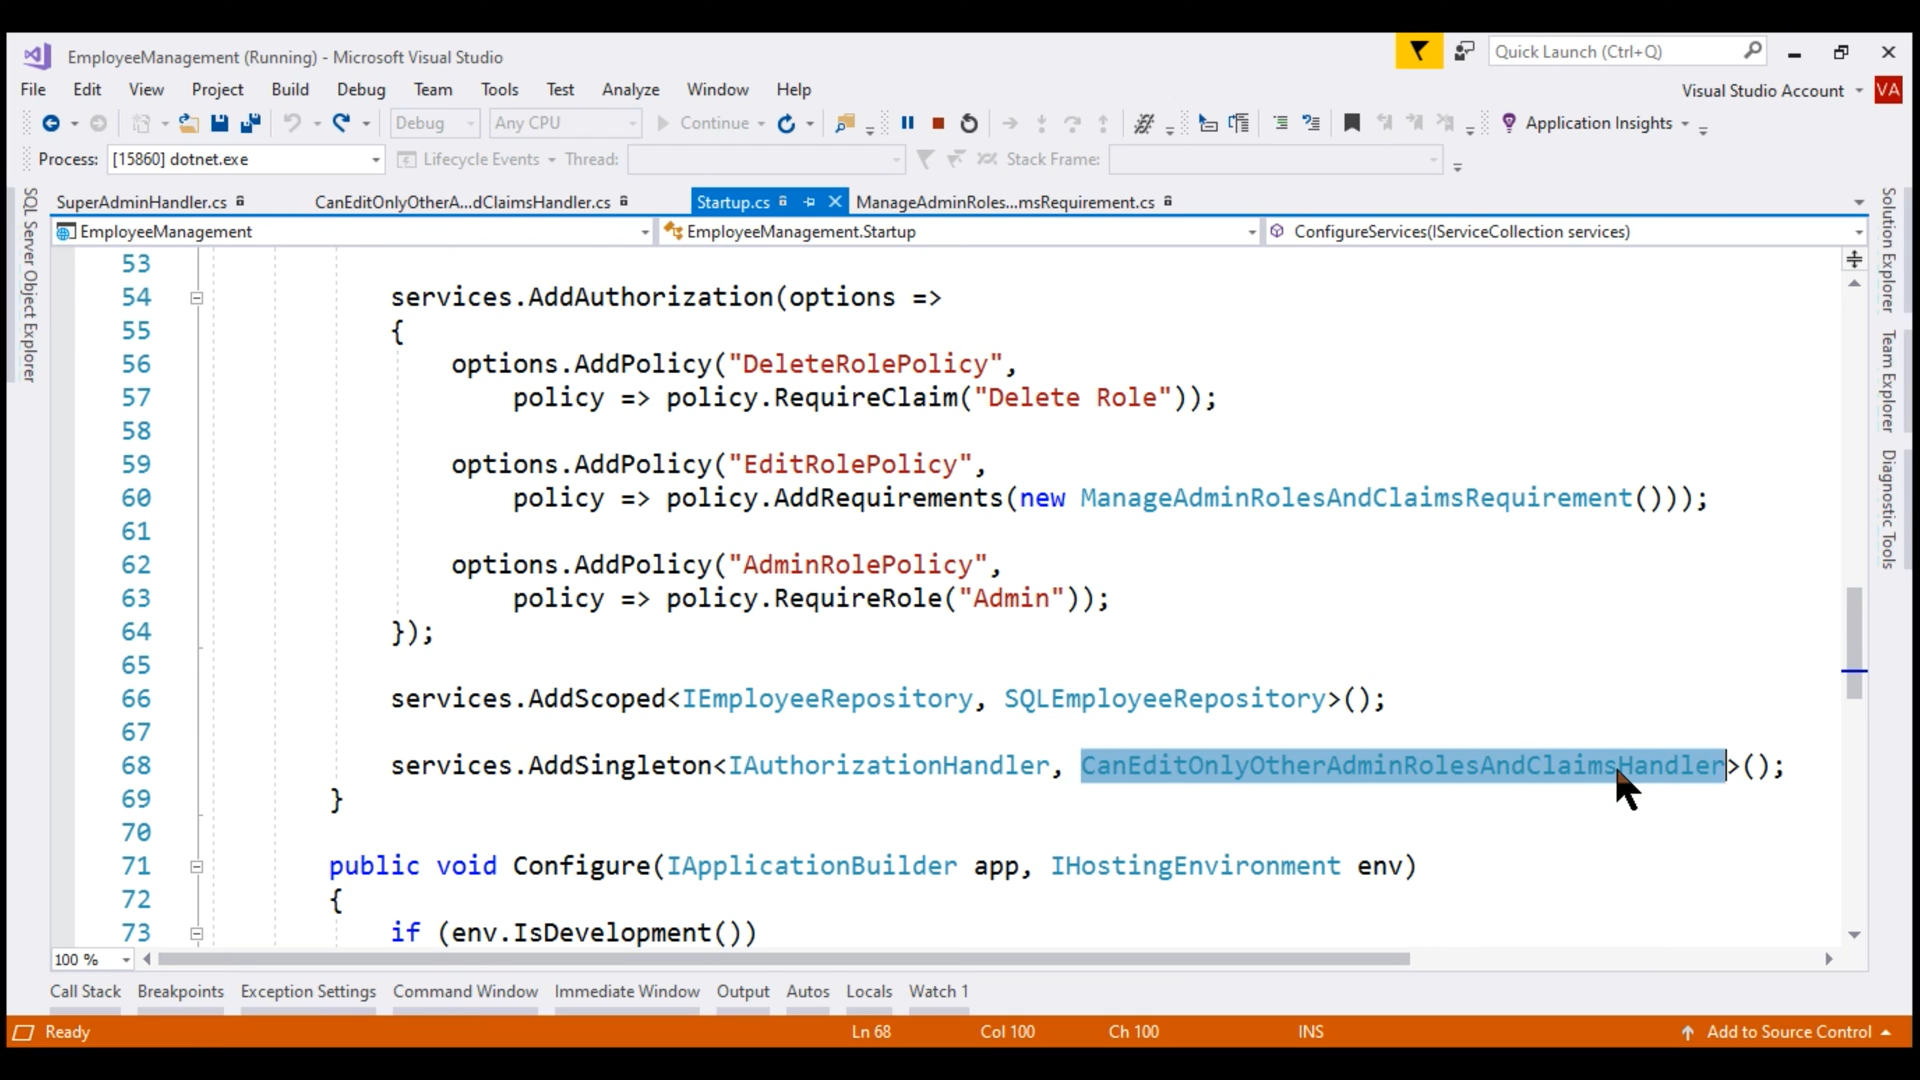 EmployeeManagement (Running) - Microsoft Visual Studio
Quick Launch (Ctrl+Q)
File Edit View Project Build Debug Team Tools Test Analyze Window Help
Visual Studio Account VA
Debug Any CPU Continue Application Insights
Process: [15860] dotnet.exe Lifecycle Events Thread: Stack Frame:
SuperAdminHandler.cs CanEditOnlyOtherA...dClaimsHandler.cs Startup.cs ManageAdminRoles...msRequirement.cs
EmployeeManagement EmployeeManagement.Startup ConfigureServices(IServiceCollection services)
SQL Server Object Explorer
Solution Explorer
Team Explorer
Diagnostic Tools
53
54 services.AddAuthorization(options =>
55 {
56 options.AddPolicy("DeleteRolePolicy",
57 policy => policy.RequireClaim("Delete Role"));
58
59 options.AddPolicy("EditRolePolicy",
60 policy => policy.AddRequirements(new ManageAdminRolesAndClaimsRequirement()));
61
62 options.AddPolicy("AdminRolePolicy",
63 policy => policy.RequireRole("Admin"));
64 });
65
66 services.AddScoped<IEmployeeRepository, SQLEmployeeRepository>();
67
68 services.AddSingleton<IAuthorizationHandler, CanEditOnlyOtherAdminRolesAndClaimsHandler>();
69 }
70
71 public void Configure(IApplicationBuilder app, IHostingEnvironment env)
72 {
73 if (env.IsDevelopment())
100 %
Call Stack Breakpoints Exception Settings Command Window Immediate Window Output Autos Locals Watch 1
Ready Ln 68 Col 100 Ch 100 INS Add to Source Control